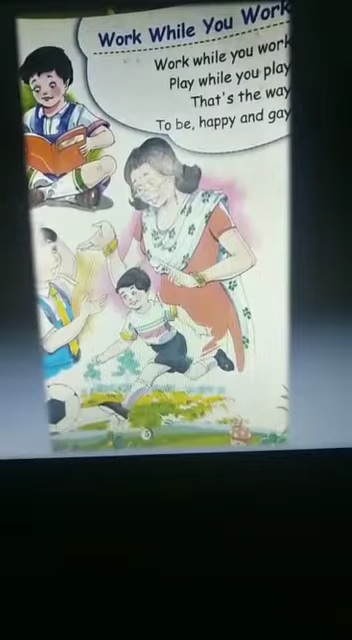 Work While You Work
Work while you work
Play while you play
That's the way
To be, happy and gay